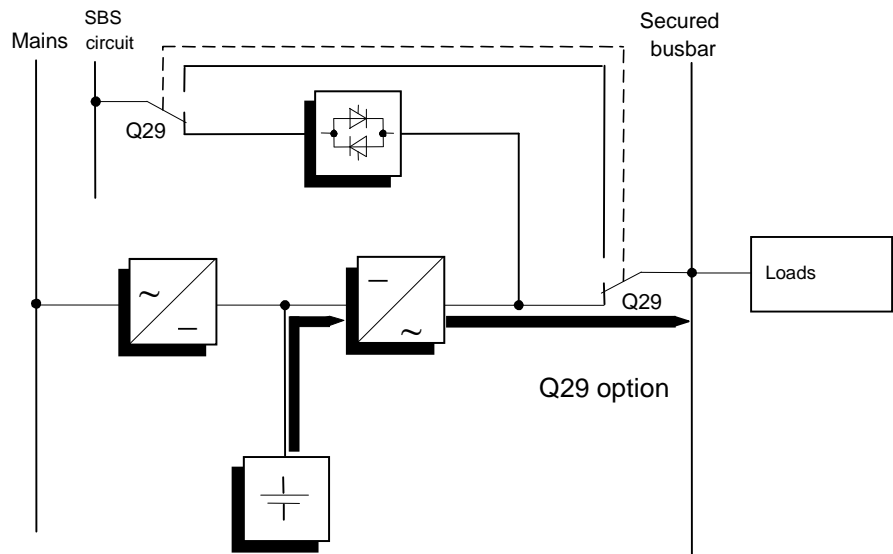 SBS
circuit
Mains
Secured
busbar
Q29
~
–
–
~
Q29
Loads
Q29 option